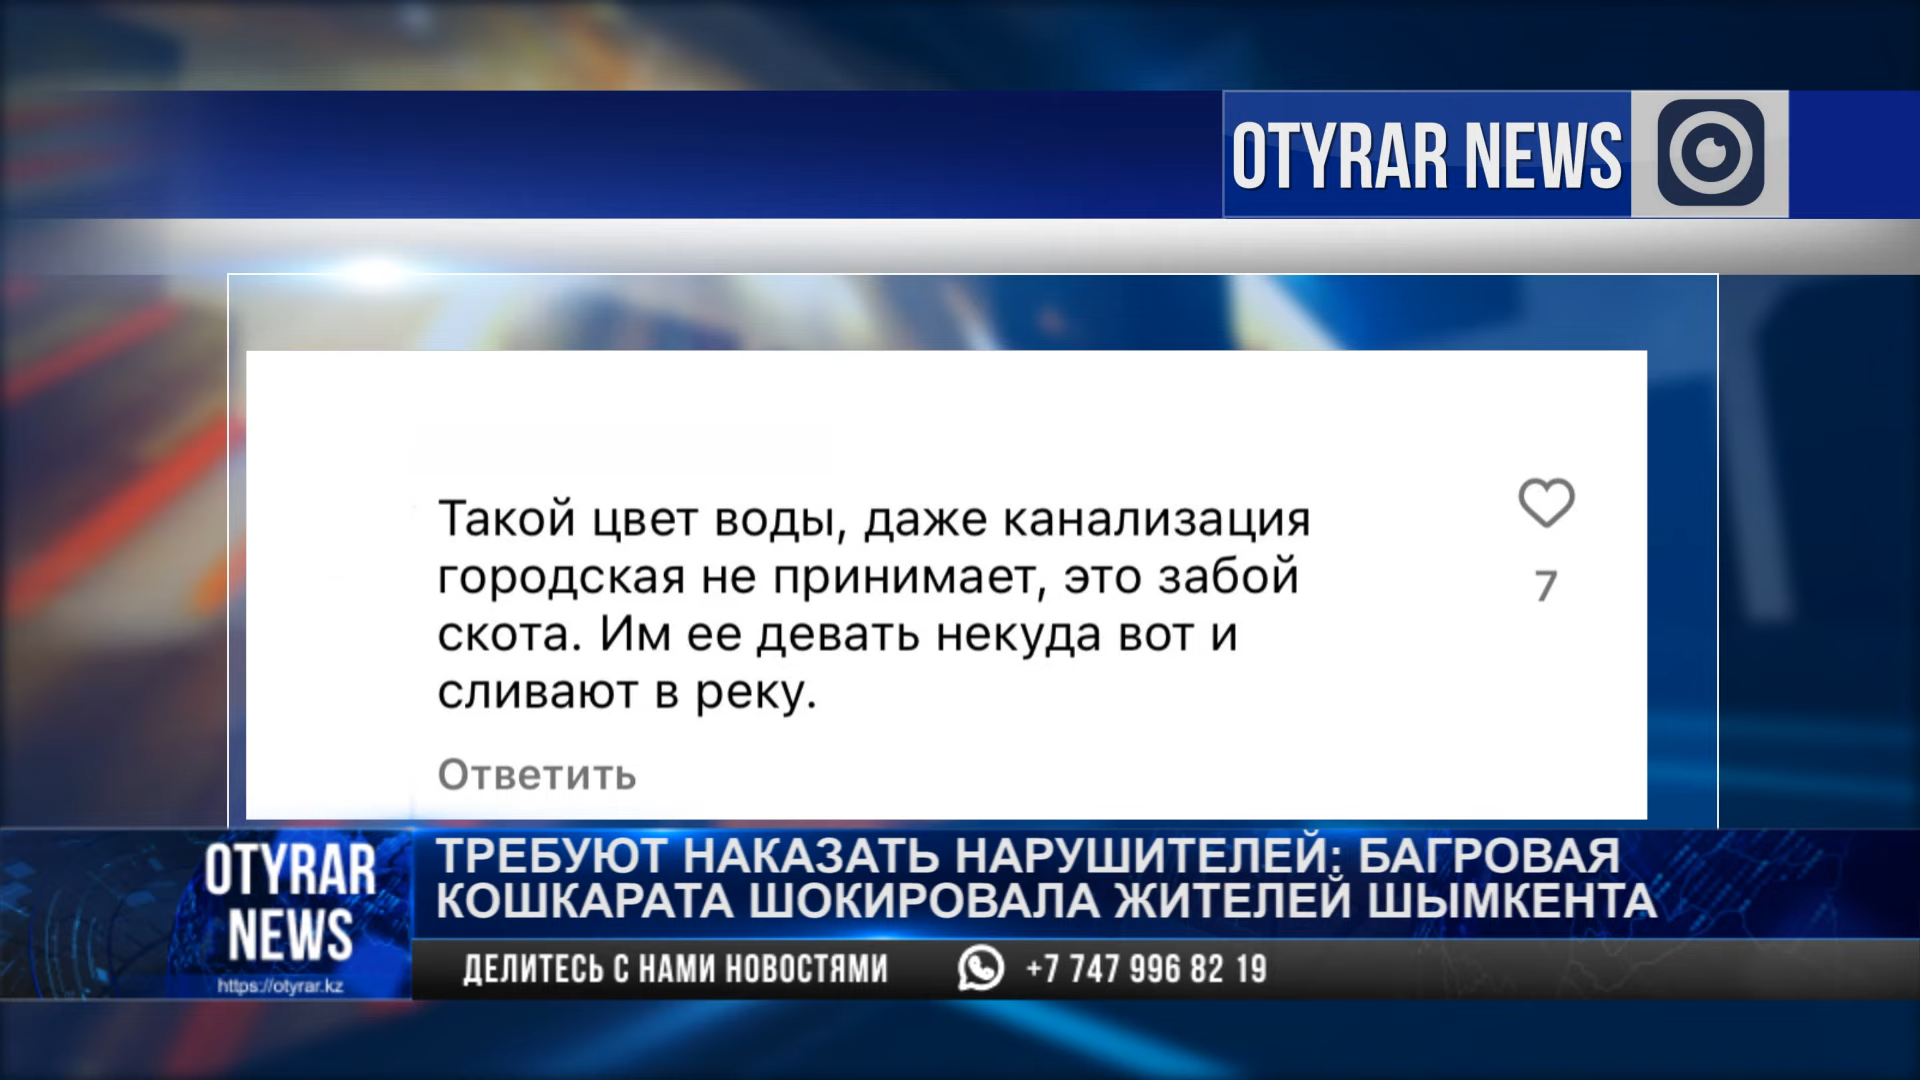 OTYRAR NEWS
Такой цвет воды, даже канализация
городская не принимает, это забой
скота. Им ее девать некуда вот и
сливают в реку.
7
Ответить
OTYRAR
NEWS
https://otyrar.kz
ТРЕБУЮТ НАКАЗАТЬ НАРУШИТЕЛЕЙ: БАГРОВАЯ
КОШКАРАТА ШОКИРОВАЛА ЖИТЕЛЕЙ ШЫМКЕНТА
ДЕЛИТЕСЬ С НАМИ НОВОСТЯМИ +7 747 996 82 19